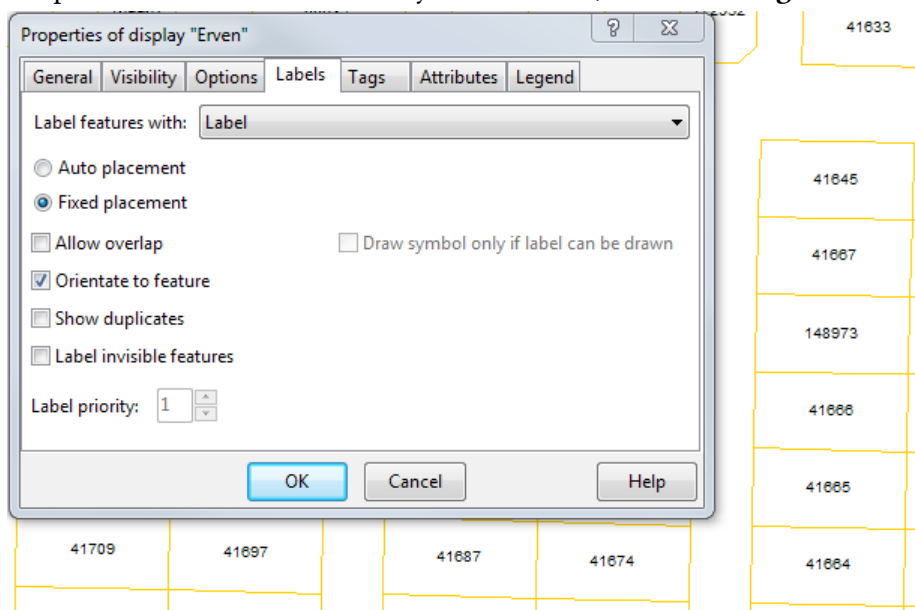 41633
Properties of display "Erven"
General Visibility Options Labels Tags Attributes Legend
Label features with: Label
Auto placement
Fixed placement
Allow overlap
Draw symbol only if label can be drawn
Orientate to feature
Show duplicates
Label invisible features
Label priority: 1
OK Cancel Help
41645
41667
148973
41666
41665
41709 41697 41687 41674 41664